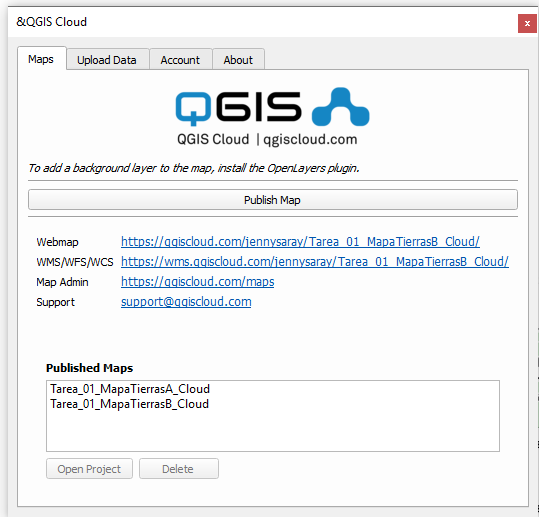 &QGIS Cloud
x
Maps Upload Data Account About
QGIS
QGIS Cloud | qgiscloud.com
To add a background layer to the map, install the OpenLayers plugin.
Publish Map
Webmap https://qgiscloud.com/jennysaray/Tarea_01_MapaTierrasB_Cloud/
WMS/WFS/WCS https://wms.qgiscloud.com/jennysaray/Tarea_01_MapaTierrasB_Cloud/
Map Admin https://qgiscloud.com/maps
Support support@qgiscloud.com
Published Maps
Tarea_01_MapaTierrasA_Cloud
Tarea_01_MapaTierrasB_Cloud
Open Project Delete